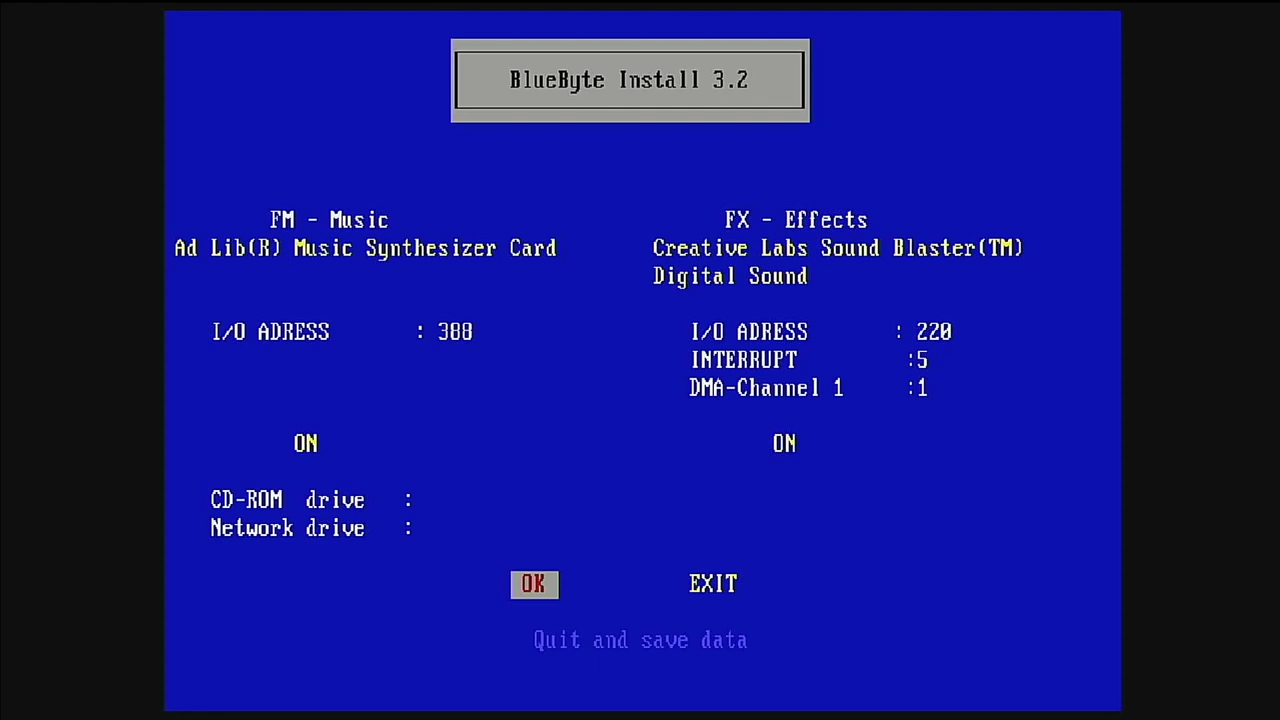 BlueByte Install 3.2
FM - Music
Ad Lib(R) Music Synthesizer Card
I/O ADRESS : 388
ON
FX - Effects
Creative Labs Sound Blaster(TM)
Digital Sound
I/O ADRESS : 220
INTERRUPT :5
DMA-Channel 1 :1
ON
CD-ROM drive :
Network drive :
OK EXIT
Quit and save data